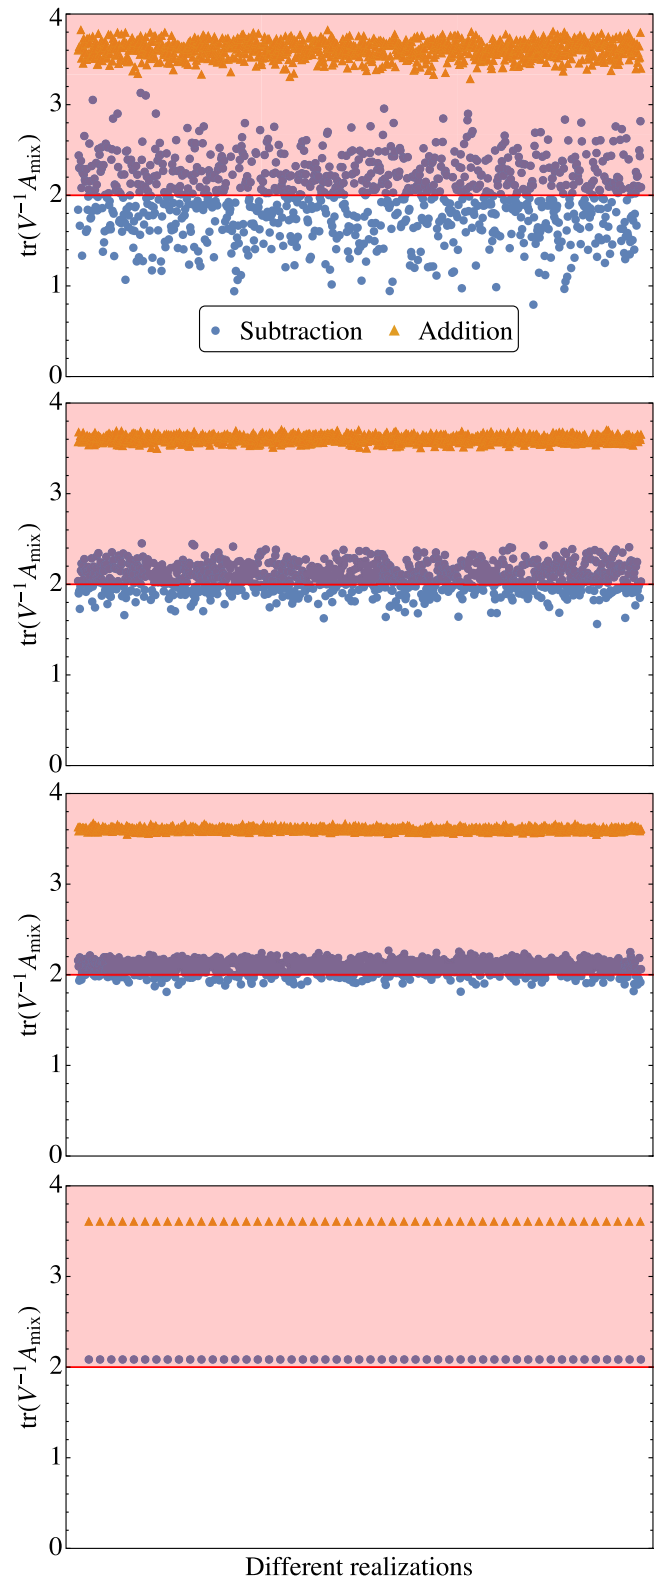 4
3
2
1
0
tr(V⁻¹ A_mix)
Subtraction
Addition
4
3
2
1
0
tr(V⁻¹ A_mix)
4
3
2
1
0
tr(V⁻¹ A_mix)
4
3
2
1
0
tr(V⁻¹ A_mix)
Different realizations